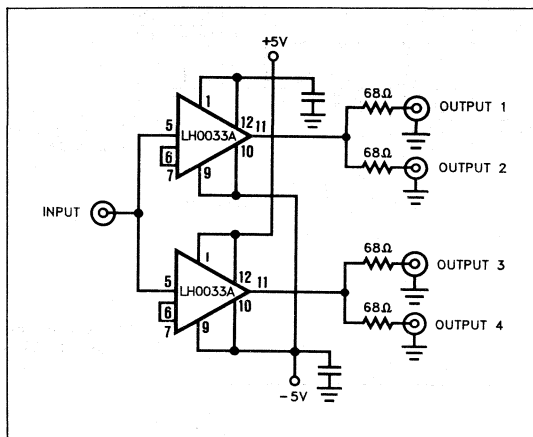 +5V
1
68Ω
OUTPUT 1
5
LH0033A
12
11
6
10
7
9
68Ω
OUTPUT 2
INPUT
1
68Ω
OUTPUT 3
5
LH0033A
12
11
6
10
7
9
68Ω
OUTPUT 4
-5V